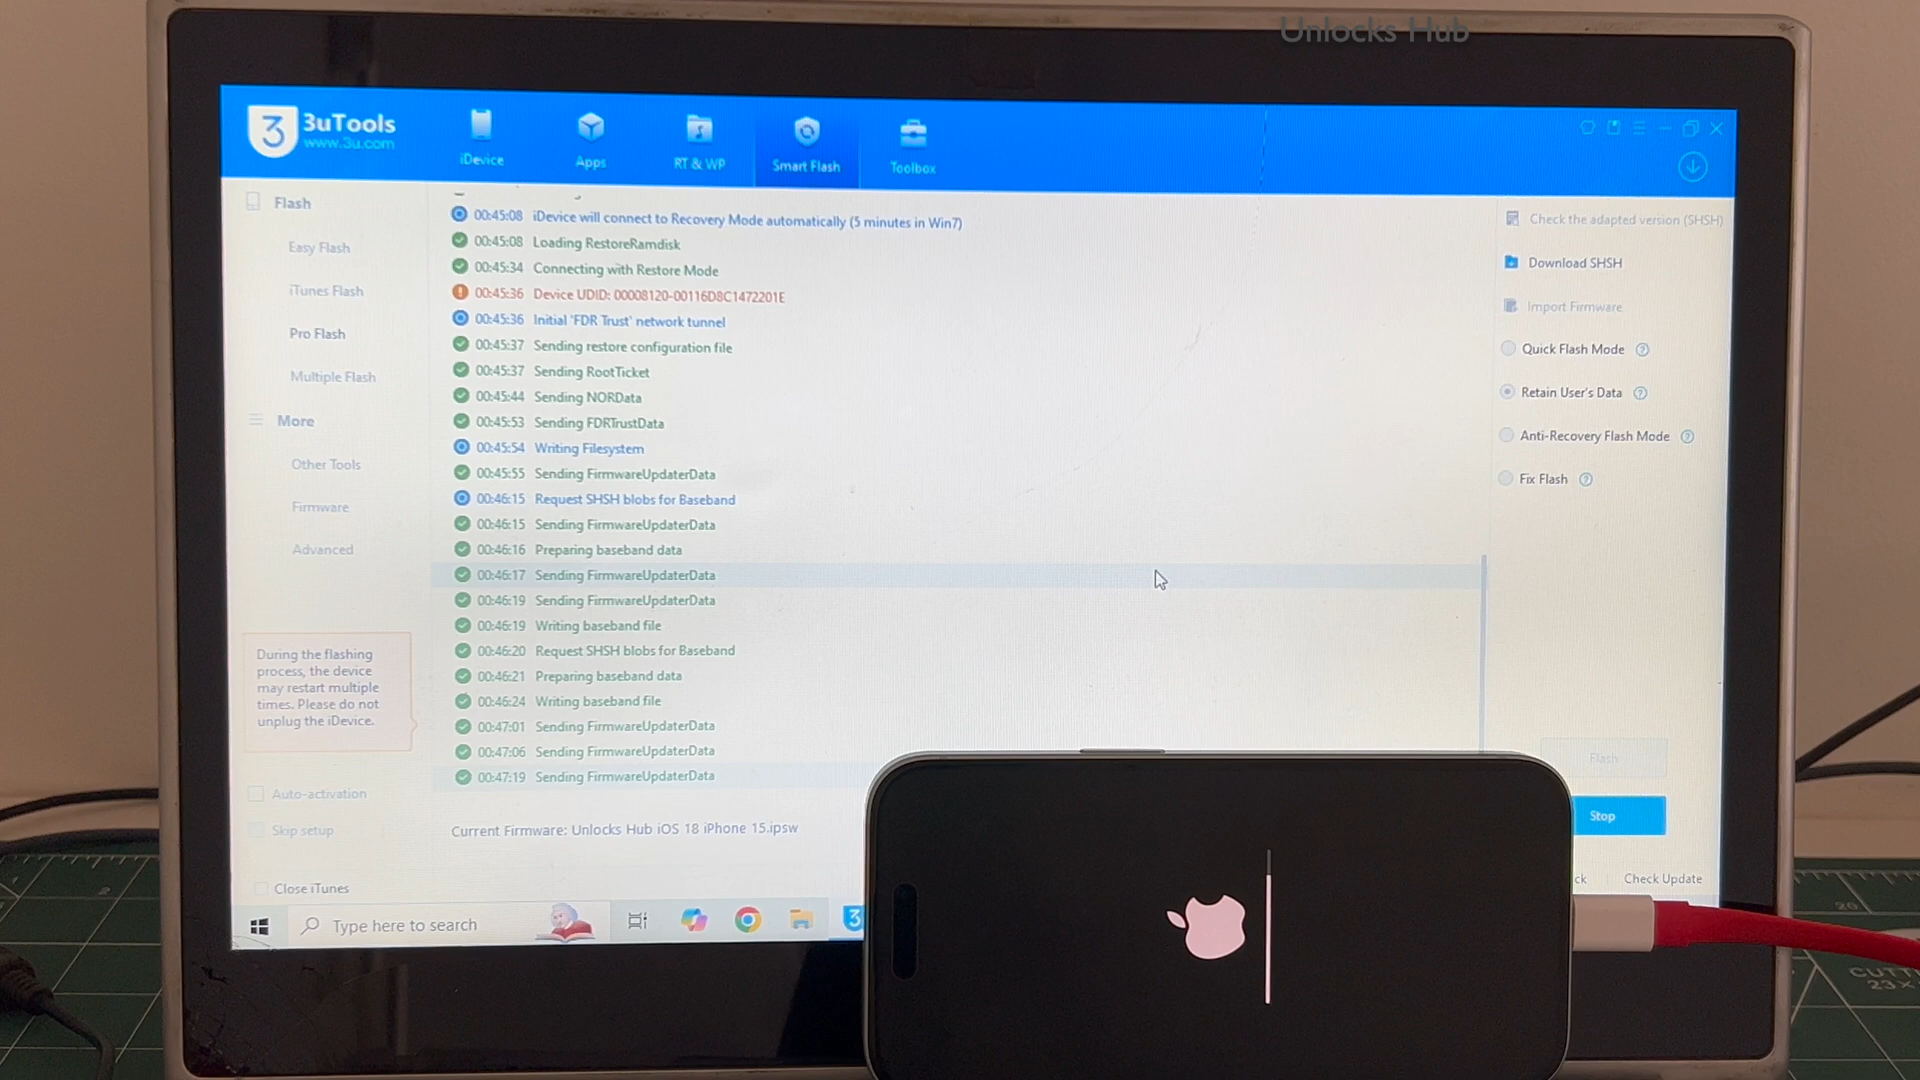 Unlocks Hub
3uTools
www.3u.com
iDevice
Apps
RT & WP
Smart Flash
Toolbox
Flash
Easy Flash
iTunes Flash
Pro Flash
Multiple Flash
More
Other Tools
Firmware
Advanced
During the flashing
process, the device
may restart multiple
times. Please do not
unplug the iDevice.
Auto-activation
Skip setup
Close iTunes
00:45:08 iDevice will connect to Recovery Mode automatically (5 minutes in Win7)
00:45:08 Loading RestoreRamdisk
00:45:34 Connecting with Restore Mode
00:45:36 Device UDID: 00008120-00116D8C1472201E
00:45:36 Initial 'FDR Trust' network tunnel
00:45:37 Sending restore configuration file
00:45:37 Sending RootTicket
00:45:44 Sending NORData
00:45:53 Sending FDRTrustData
00:45:54 Writing Filesystem
00:45:55 Sending FirmwareUpdaterData
00:46:15 Request SHSH blobs for Baseband
00:46:15 Sending FirmwareUpdaterData
00:46:16 Preparing baseband data
00:46:17 Sending FirmwareUpdaterData
00:46:19 Sending FirmwareUpdaterData
00:46:19 Writing baseband file
00:46:20 Request SHSH blobs for Baseband
00:46:21 Preparing baseband data
00:46:24 Writing baseband file
00:47:01 Sending FirmwareUpdaterData
00:47:06 Sending FirmwareUpdaterData
00:47:19 Sending FirmwareUpdaterData
Current Firmware: Unlocks Hub iOS 18 iPhone 15.ipsw
Check the adapted version (SHSH)
Download SHSH
Import Firmware
Quick Flash Mode
Retain User's Data
Anti-Recovery Flash Mode
Fix Flash
Flash
Stop
ck
Check Update
Type here to search